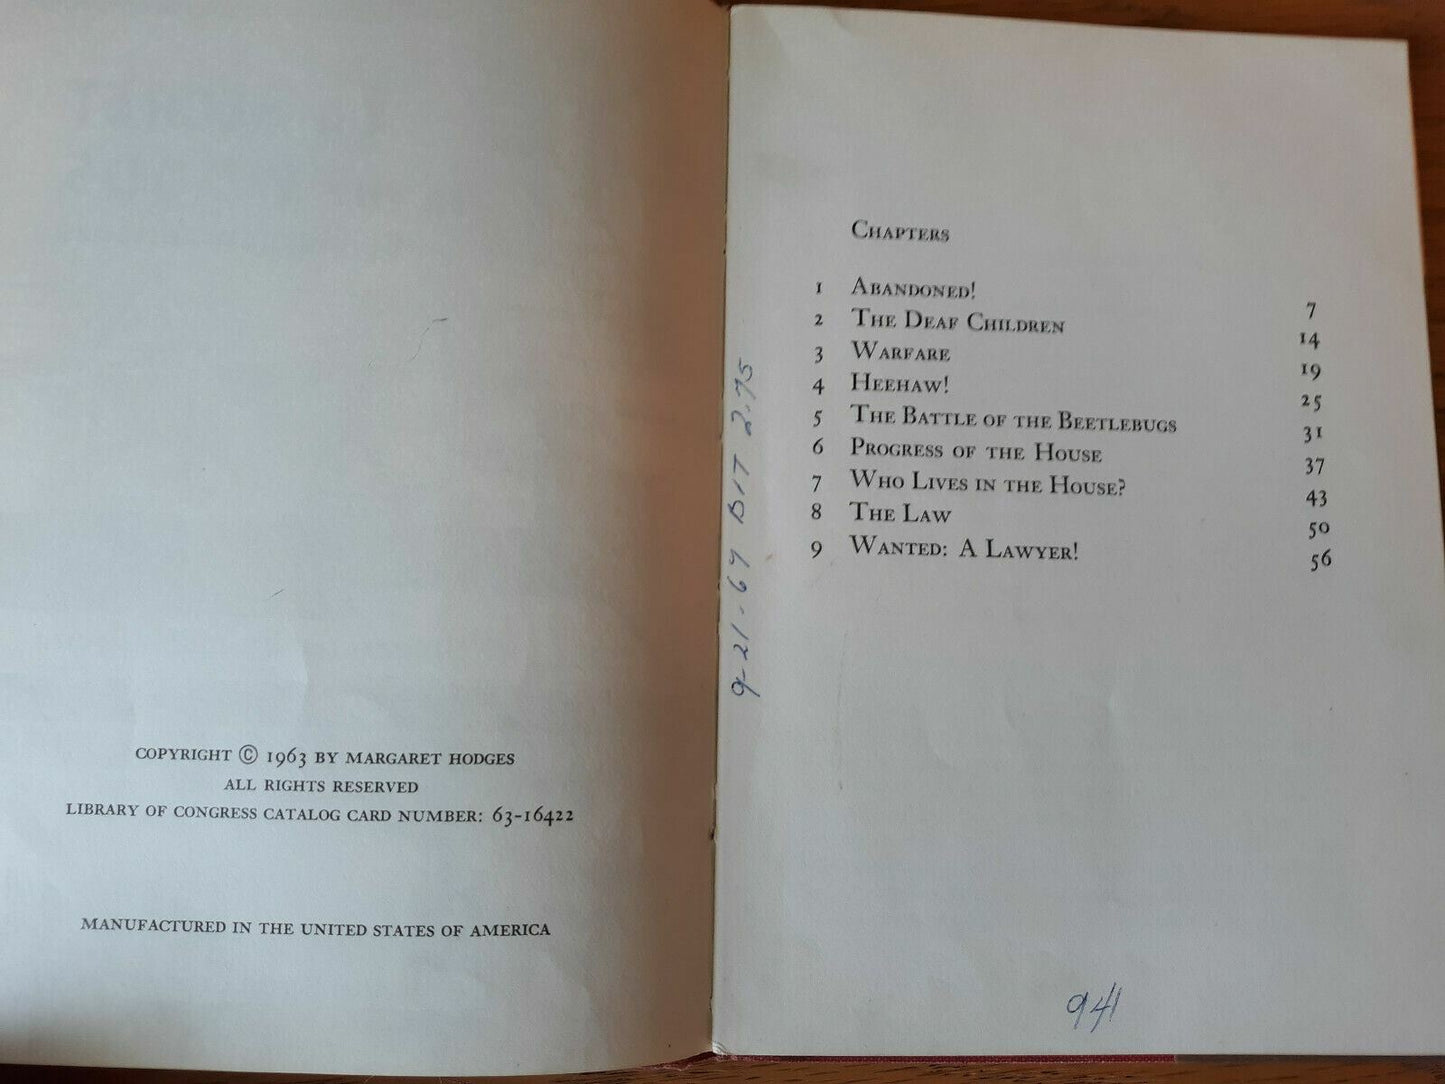 COPYRIGHT © 1963 BY MARGARET HODGES
ALL RIGHTS RESERVED
LIBRARY OF CONGRESS CATALOG CARD NUMBER: 63-16422
MANUFACTURED IN THE UNITED STATES OF AMERICA
9-21-67 BIT 2.75
CHAPTERS
1 ABANDONED! 7
2 THE DEAF CHILDREN 14
3 WARFARE 19
4 HEEHAW! 25
5 THE BATTLE OF THE BEETLEBUGS 31
6 PROGRESS OF THE HOUSE 37
7 WHO LIVES IN THE HOUSE? 43
8 THE LAW 50
9 WANTED: A LAWYER! 56
941